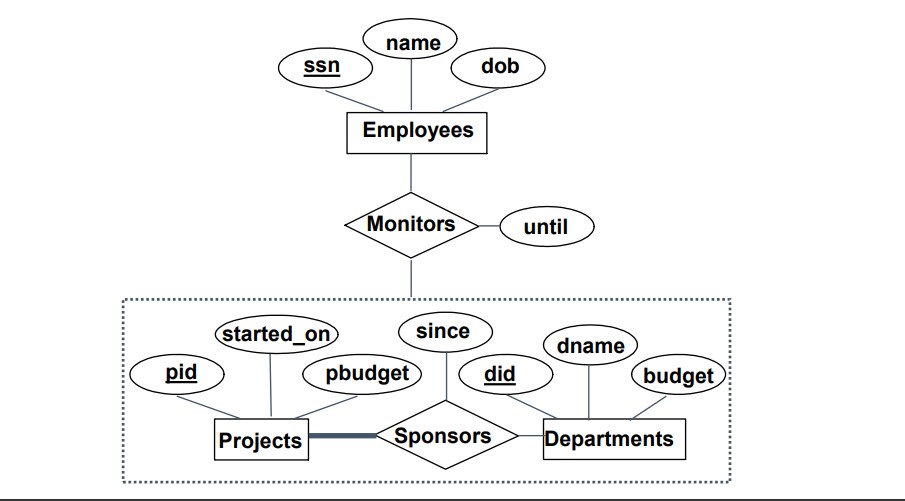 name
ssn
dob
Employees
Monitors
until
started_on
since
dname
pid
pbudget
did
budget
Projects
Sponsors
Departments